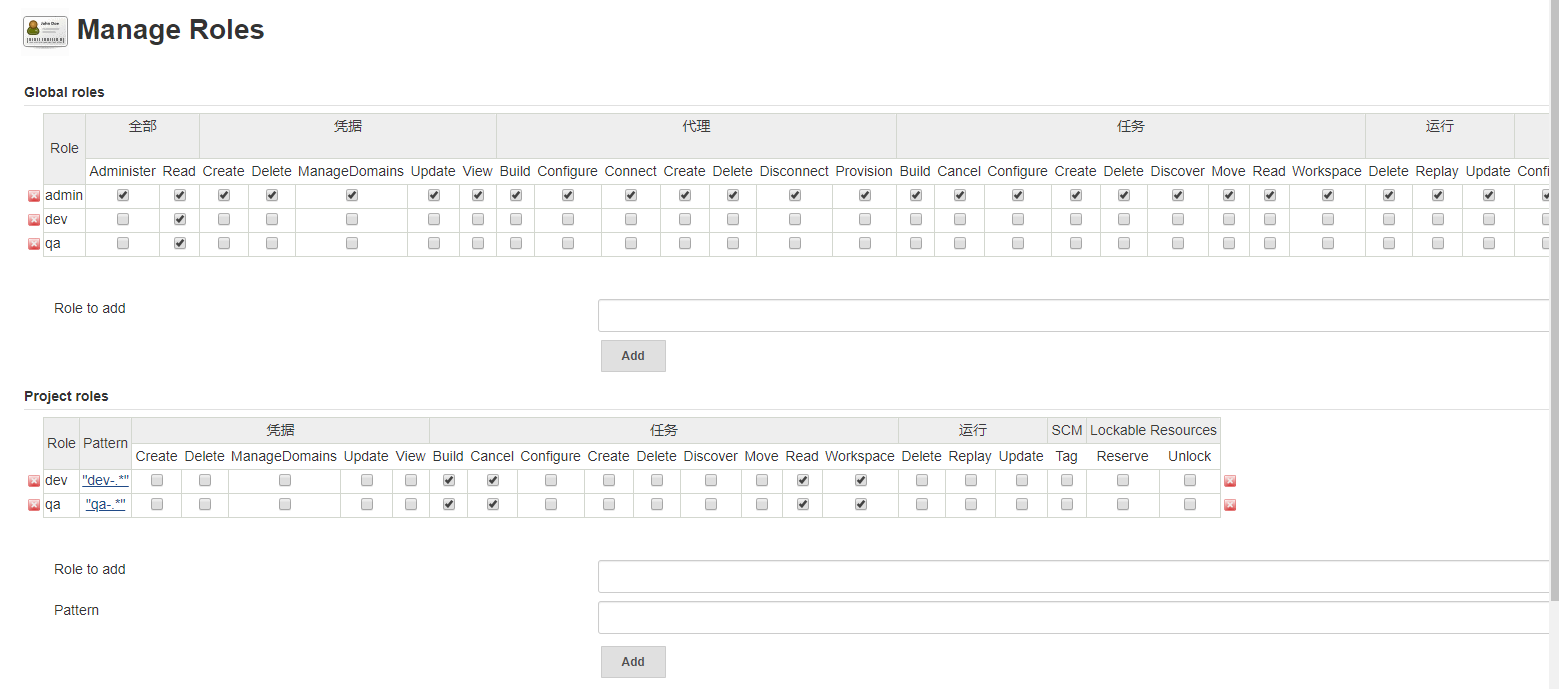 John Doe
Manage Roles
Global roles
Role 全部 凭据 代理 任务 运行
Administer Read Create Delete ManageDomains Update View Build Configure Connect Create Delete Disconnect Provision Build Cancel Configure Create Delete Discover Move Read Workspace Delete Replay Update Confi
admin
dev
qa
Role to add
Add
Project roles
Role Pattern 凭据 任务 运行 SCM Lockable Resources
Create Delete ManageDomains Update View Build Cancel Configure Create Delete Discover Move Read Workspace Delete Replay Update Tag Reserve Unlock
dev "dev-.*"
qa "qa-.*"
Role to add
Pattern
Add